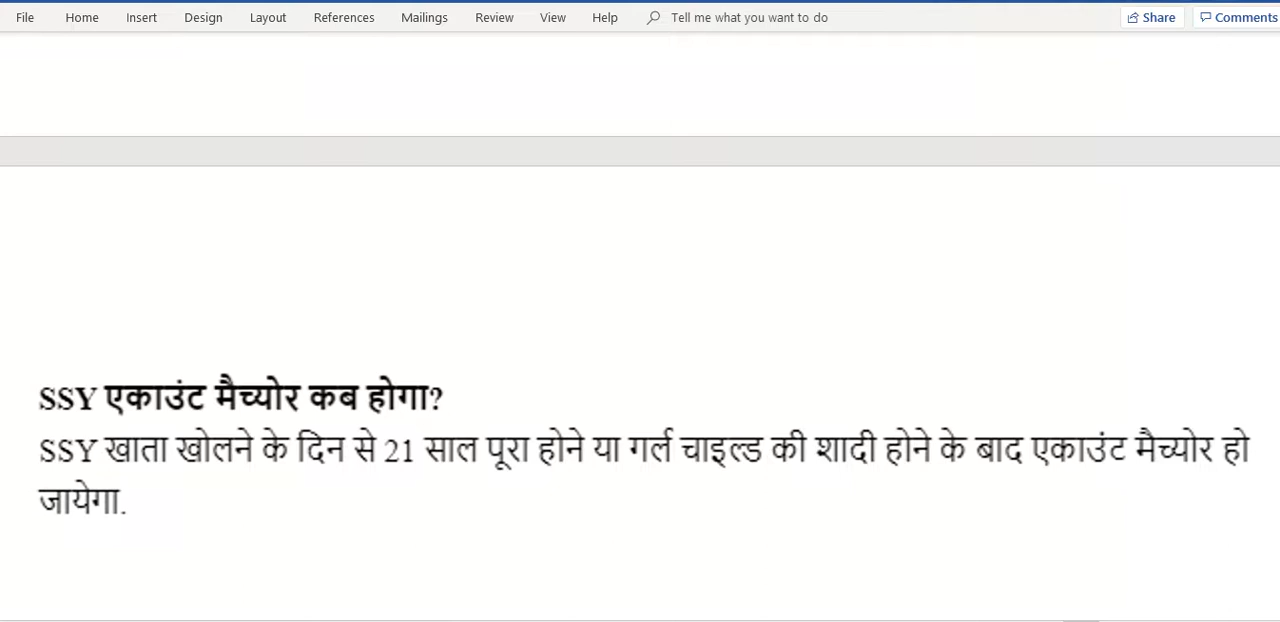 File Home Insert Design Layout References Mailings Review View Help Tell me what you want to do Share Comments
SSY एकाउंट मैच्योर कब होगा?
SSY खाता खोलने के दिन से 21 साल पूरा होने या गर्ल चाइल्ड की शादी होने के बाद एकाउंट मैच्योर हो
जायेगा.